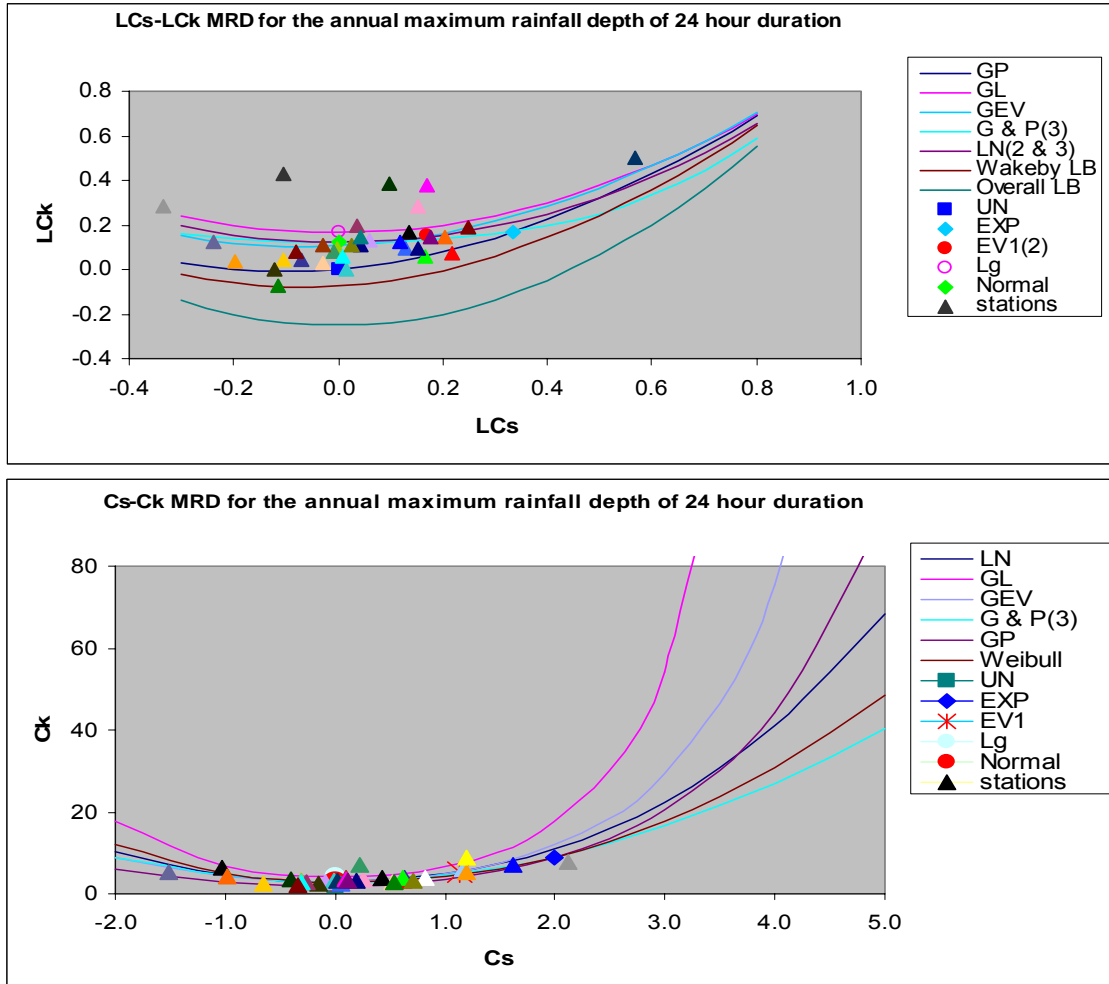 LCs-LCk MRD for the annual maximum rainfall depth of 24 hour duration
0.8
0.6
0.4
0.2
0.0
-0.2
-0.4
LCk
-0.4 -0.2 0.0 0.2 0.4 0.6 0.8 1.0
LCs
GP
GL
GEV
G & P(3)
LN(2 & 3)
Wakeby LB
Overall LB
UN
EXP
EV1(2)
Lg
Normal
stations
Cs-Ck MRD for the annual maximum rainfall depth of 24 hour duration
80
60
40
20
0
Ck
-2.0 -1.0 0.0 1.0 2.0 3.0 4.0 5.0
Cs
LN
GL
GEV
G & P(3)
GP
Weibull
UN
EXP
EV1
Lg
Normal
stations